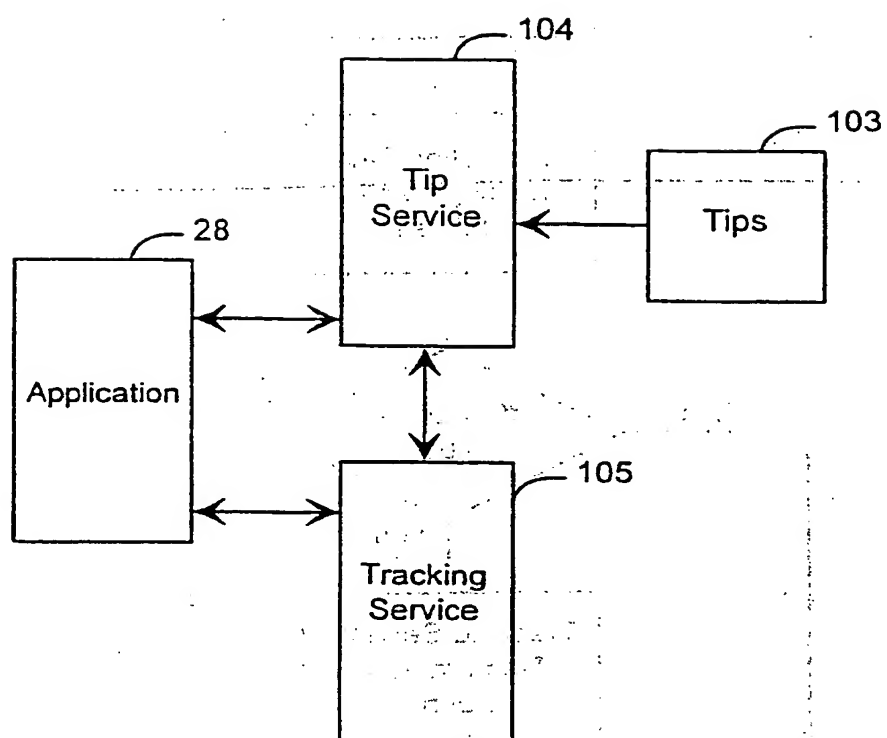 104
103
Tip
Service
Tips
28
Application
105
Tracking
Service